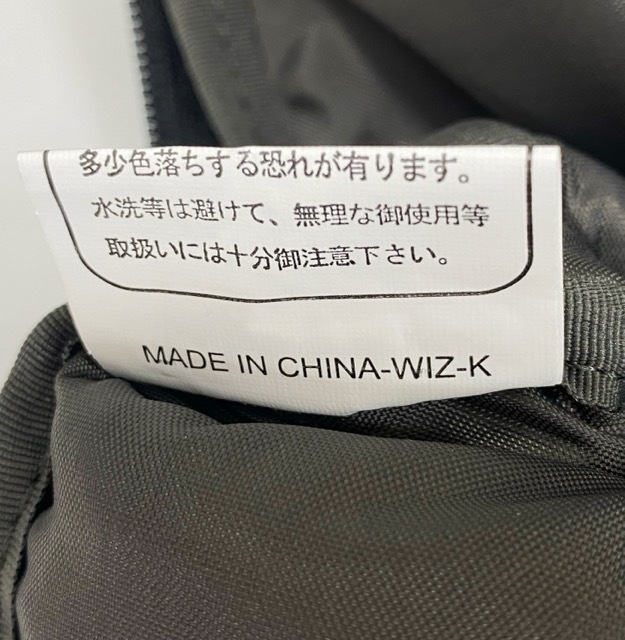 多少色落ちする恐れが有ります。
水洗等は避けて、無理な御使用等
取扱いには十分御注意下さい。
MADE IN CHINA-WIZ-K